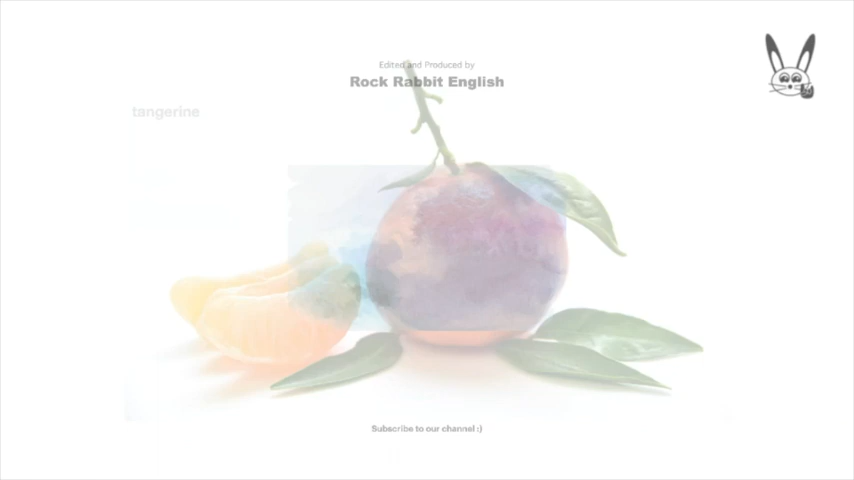 Edited and Produced by
Rock Rabbit English
tangerine
Subscribe to our channel :)